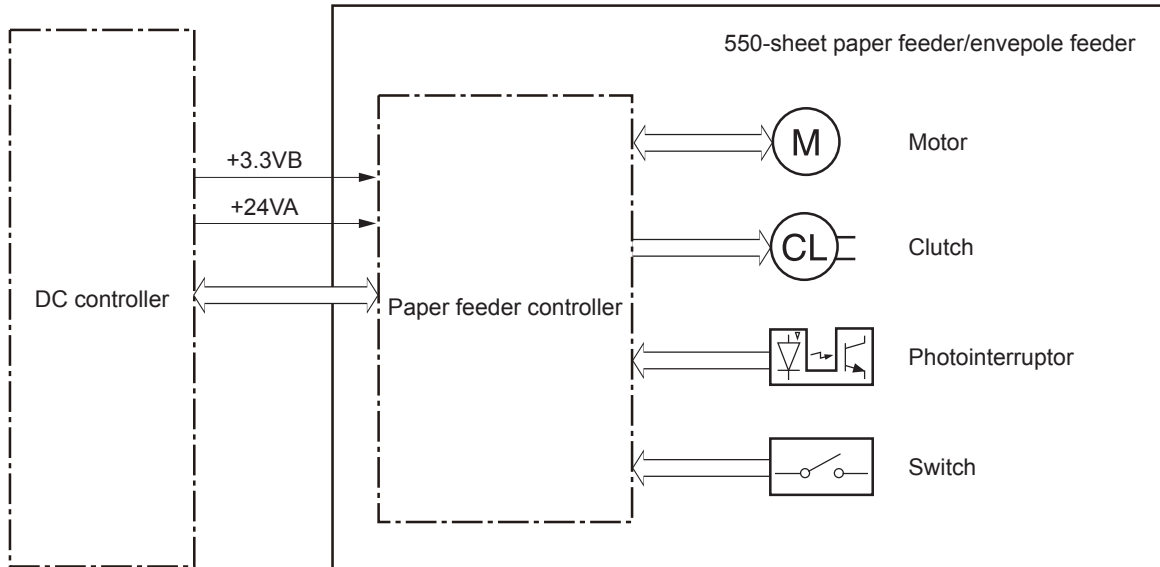 550-sheet paper feeder/envepole feeder
+3.3VB
+24VA
DC controller
Paper feeder controller
M
Motor
CL
Clutch
Photointerruptor
Switch